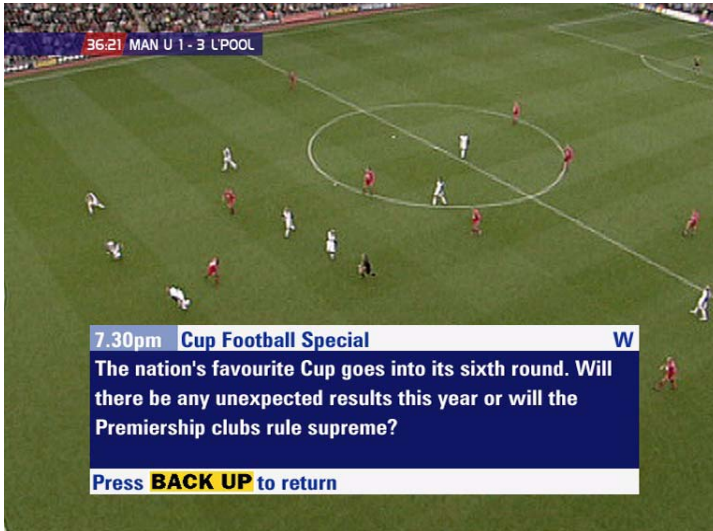 36:21 MAN U 1 - 3 L'POOL
7.30pm Cup Football Special W
The nation's favourite Cup goes into its sixth round. Will
there be any unexpected results this year or will the
Premiership clubs rule supreme?
Press BACK UP to return